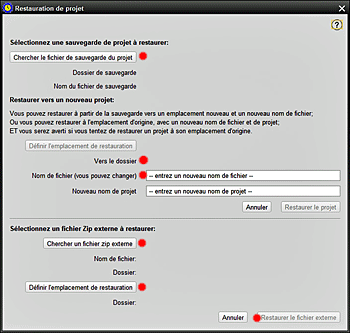 Restauration de projet
?
Sélectionnez une sauvegarde de projet à restaurer:
Chercher le fichier de sauvegarde du projet
Dossier de sauvegarde
Nom du fichier de sauvegarde
Restaurer vers un nouveau projet:
Vous pouvez restaurer à partir de la sauvegarde vers un emplacement nouveau et un nouveau nom de fichier;
Ou vous pouvez restaurer à l'emplacement d'origine, avec un nouveau nom de fichier et de projet;
ET vous serez averti si vous tentez de restaurer un projet à son emplacement d'origine.
Définir l'emplacement de restauration
Vers le dossier
Nom de fichier (vous pouvez changer) -- entrez un nouveau nom de fichier --
Nouveau nom de projet -- entrez un nouveau nom de projet --
Annuler Restaurer le projet
Sélectionnez un fichier Zip externe à restaurer:
Chercher un fichier zip externe
Nom de fichier:
Dossier:
Définir l'emplacement de restauration
Dossier:
Annuler Restaurer le fichier externe